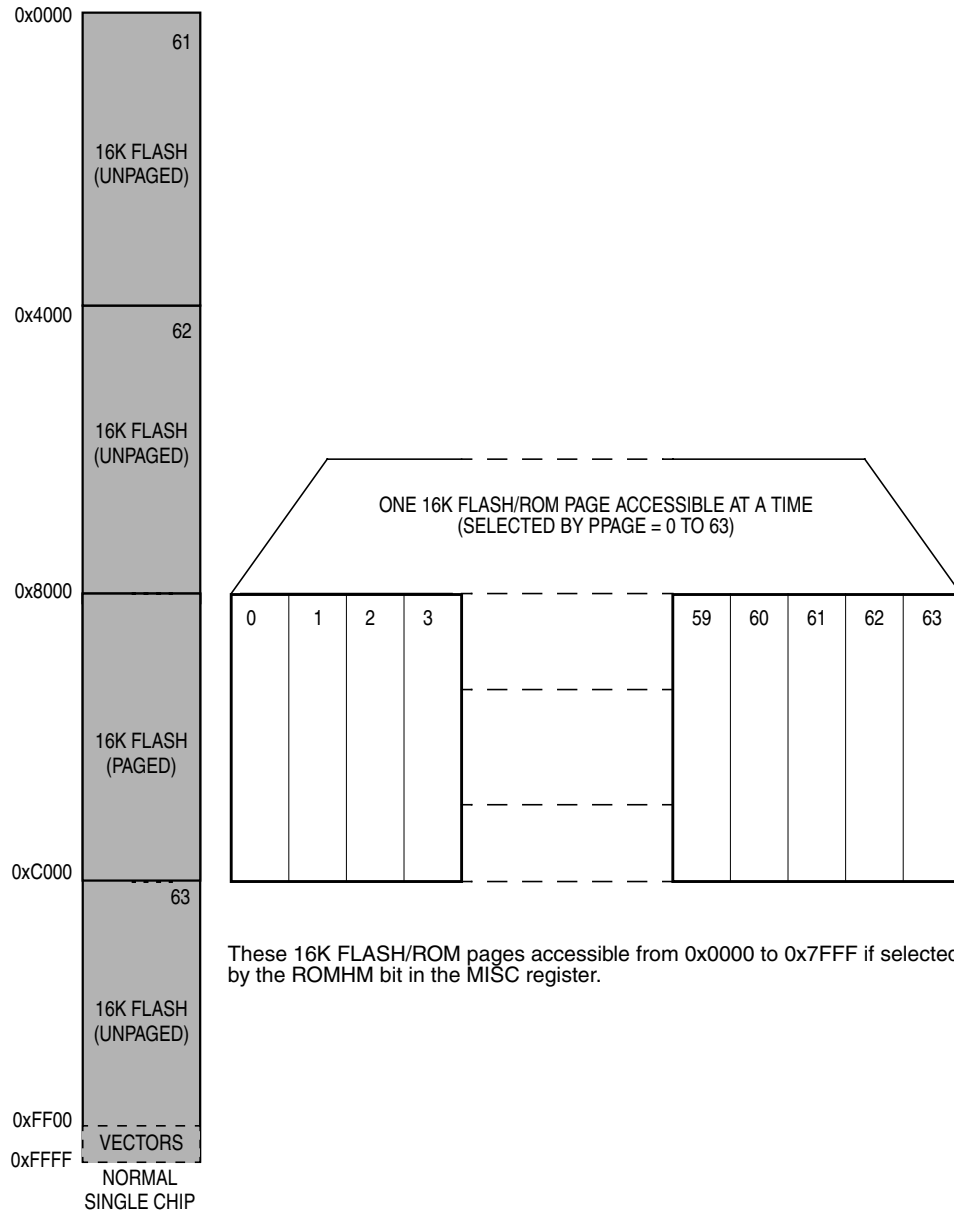 0x0000
61
16K FLASH
(UNPAGED)
0x4000
62
16K FLASH
(UNPAGED)
ONE 16K FLASH/ROM PAGE ACCESSIBLE AT A TIME
(SELECTED BY PPAGE = 0 TO 63)
0x8000
0 1 2 3 59 60 61 62 63
16K FLASH
(PAGED)
0xC000
63
These 16K FLASH/ROM pages accessible from 0x0000 to 0x7FFF if selected
by the ROMHM bit in the MISC register.
16K FLASH
(UNPAGED)
0xFF00
VECTORS
0xFFFF
NORMAL
SINGLE CHIP